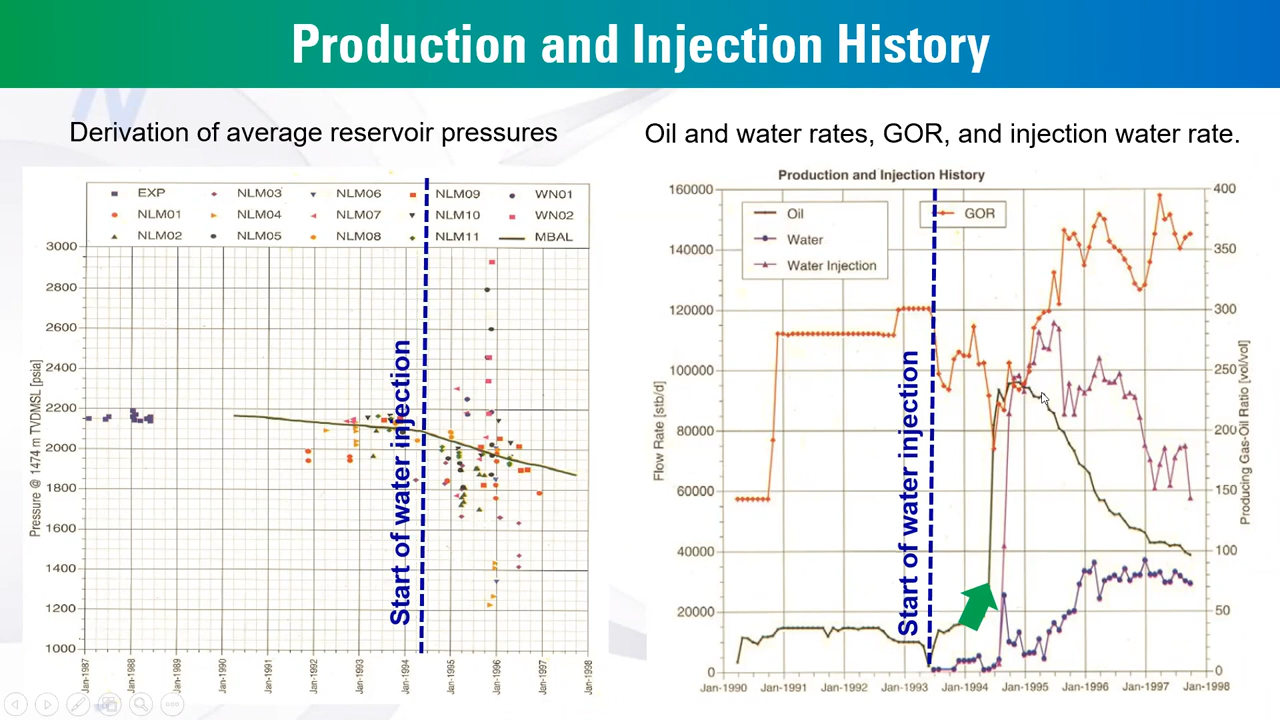 Production and Injection History
Derivation of average reservoir pressures
EXP NLM03 NLM06 NLM09 WN01
NLM01 NLM04 NLM07 NLM10 WN02
NLM02 NLM05 NLM08 NLM11 MBAL
3000
2800
2600
2400
2200
2000
1800
1600
1400
1200
1000
Pressure @ 1474 m TVDMSL [psia]
Start of water injection
Jan-1987 Jan-1988 Jan-1989 Jan-1990 Jan-1991 Jan-1992 Jan-1993 Jan-1994 Jan-1995 Jan-1996 Jan-1997 Jan-1998
Oil and water rates, GOR, and injection water rate.
Production and Injection History
Oil
Water
Water Injection
GOR
160000
140000
120000
100000
80000
60000
40000
20000
0
Flow Rate [stb/d]
400
350
300
250
200
150
100
50
0
Producing Gas-Oil Ratio [vol/vol]
Start of water injection
Jan-1990 Jan-1991 Jan-1992 Jan-1993 Jan-1994 Jan-1995 Jan-1996 Jan-1997 Jan-1998